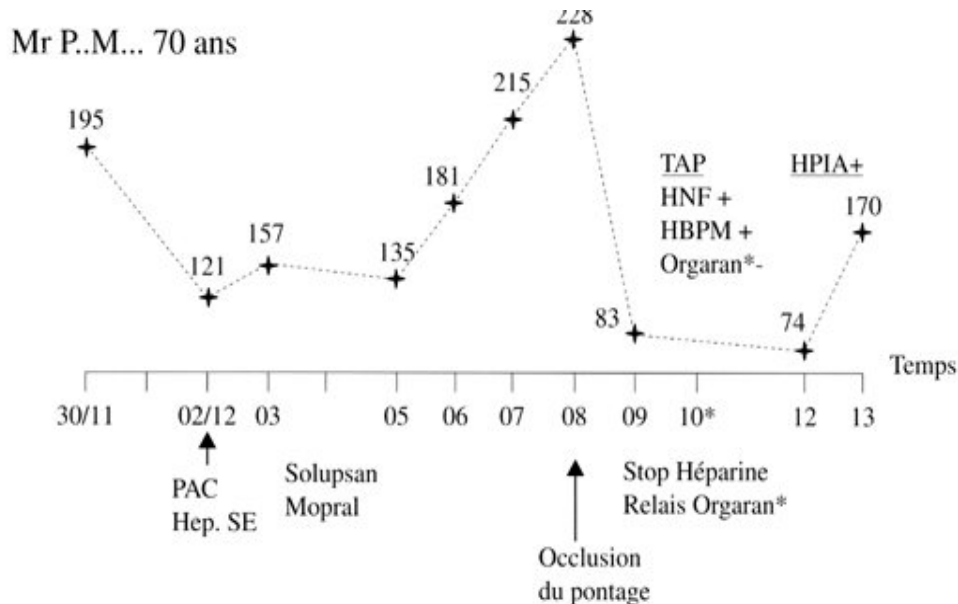 Mr P..M... 70 ans
195
121
157
135
181
215
228
83
74
170
TAP
HNF +
HBPM +
Orgaran*-
HPIA+
Temps
30/11
02/12
03
05
06
07
08
09
10*
12
13
PAC
Hep. SE
Solupsan
Mopral
Occlusion
du pontage
Stop Héparine
Relais Orgaran*